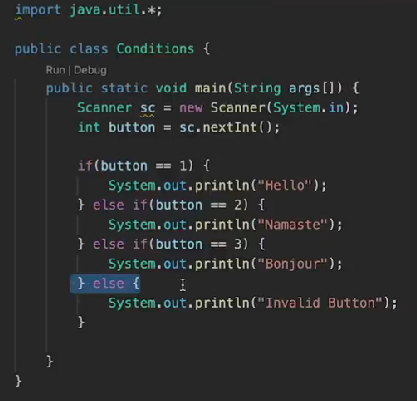 import java.util.*;
public class Conditions {
Run | Debug
public static void main(String args[]) {
Scanner sc = new Scanner(System.in);
int button = sc.nextInt();
if(button == 1) {
System.out.println("Hello");
} else if(button == 2) {
System.out.println("Namaste");
} else if(button == 3) {
System.out.println("Bonjour");
} else {
System.out.println("Invalid Button");
}
}
}